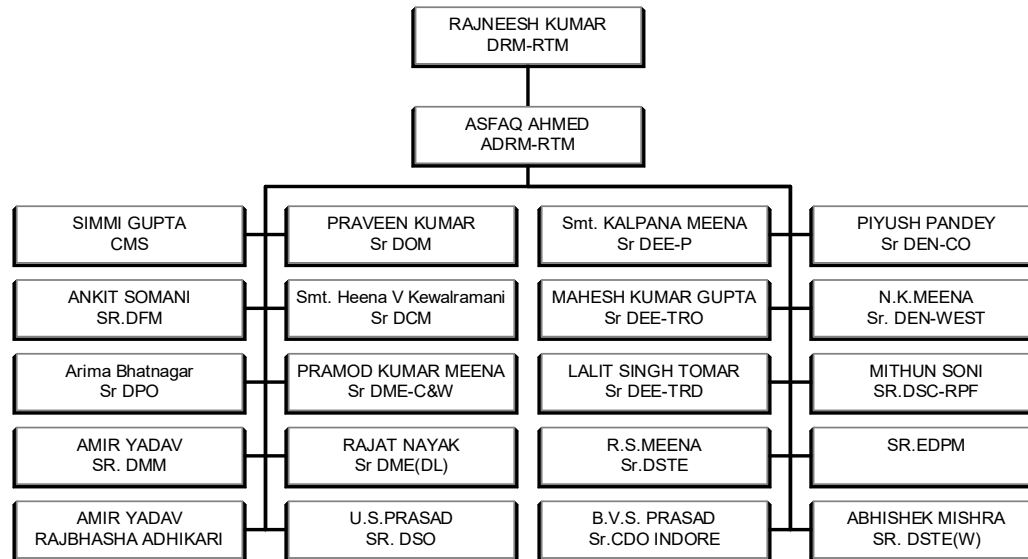 RAJNEESH KUMAR
DRM-RTM
ASFAQ AHMED
ADRM-RTM
SIMMI GUPTA
CMS
PRAVEEN KUMAR
Sr DOM
Smt. KALPANA MEENA
Sr DEE-P
PIYUSH PANDEY
Sr DEN-CO
ANKIT SOMANI
SR.DFM
Smt. Heena V Kewalramani
Sr DCM
MAHESH KUMAR GUPTA
Sr DEE-TRO
N.K.MEENA
Sr. DEN-WEST
Arima Bhatnagar
Sr DPO
PRAMOD KUMAR MEENA
Sr DME-C&W
LALIT SINGH TOMAR
Sr DEE-TRD
MITHUN SONI
SR.DSC-RPF
AMIR YADAV
SR. DMM
RAJAT NAYAK
Sr DME(DL)
R.S.MEENA
Sr.DSTE
SR.EDPM
AMIR YADAV
RAJBHASHA ADHIKARI
U.S.PRASAD
SR. DSO
B.V.S. PRASAD
Sr.CDO INDORE
ABHISHEK MISHRA
SR. DSTE(W)